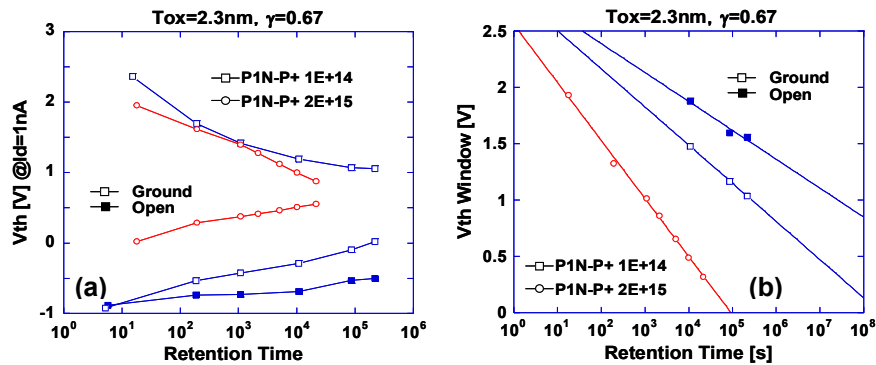 Tox=2.3nm, γ=0.67
3
2
1
0
-1
Vth [V] @Id=1nA
P1N-P+ 1E+14
P1N-P+ 2E+15
Ground
Open
(a)
10^0 10^1 10^2 10^3 10^4 10^5 10^6
Retention Time
Tox=2.3nm, γ=0.67
2.5
2
1.5
1
0.5
0
Vth Window [V]
Ground
Open
P1N-P+ 1E+14
P1N-P+ 2E+15
(b)
10^0 10^1 10^2 10^3 10^4 10^5 10^6 10^7 10^8
Retention Time [s]